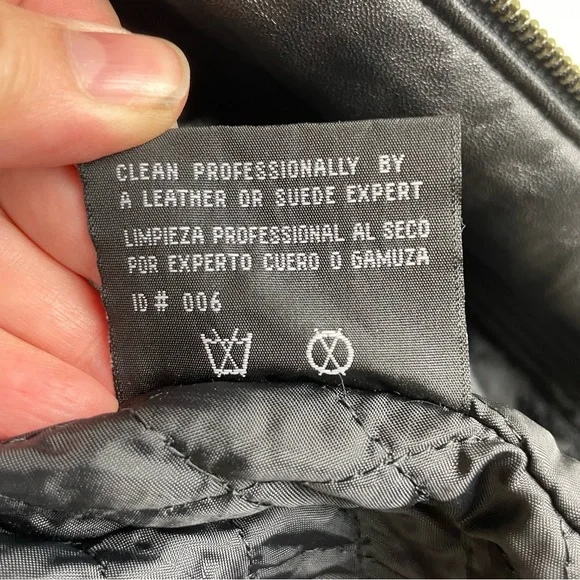 CLEAN PROFESSIONALLY BY
A LEATHER OR SUEDE EXPERT
LIMPIEZA PROFESSIONAL AL SECO
POR EXPERTO CUERO O GAMUZA
ID # 006